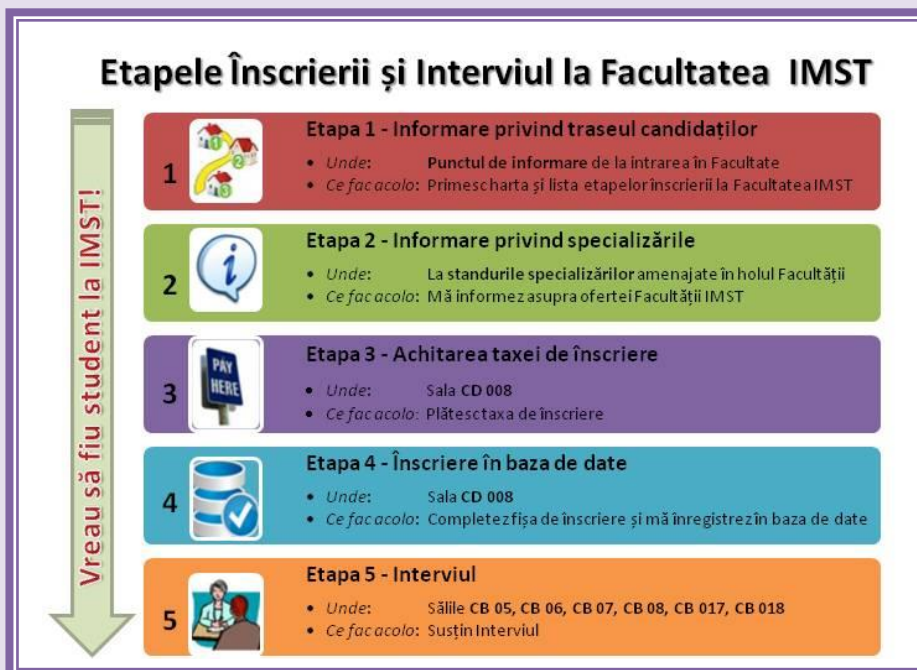 Etapele Înscrierii și Interviul la Facultatea IMST
Vreau să fiu student la IMST!
1
Etapa 1 - Informare privind traseul candidaților
• Unde: Punctul de informare de la intrarea în Facultate
• Ce fac acolo: Primesc harta și lista etapelor înscrierii la Facultatea IMST
2
Etapa 2 - Informare privind specializările
• Unde: La standurile specializărilor amenajate în holul Facultății
• Ce fac acolo: Mă informez asupra ofertei Facultății IMST
3
PAY
HERE
Etapa 3 - Achitarea taxei de înscriere
• Unde: Sala CD 008
• Ce fac acolo: Plătesc taxa de înscriere
4
Etapa 4 - Înscriere în baza de date
• Unde: Sala CD 008
• Ce fac acolo: Completez fișa de înscriere și mă înregistrez în baza de date
5
Etapa 5 - Interviul
• Unde: Sălile CB 05, CB 06, CB 07, CB 08, CB 017, CB 018
• Ce fac acolo: Susțin Interviul